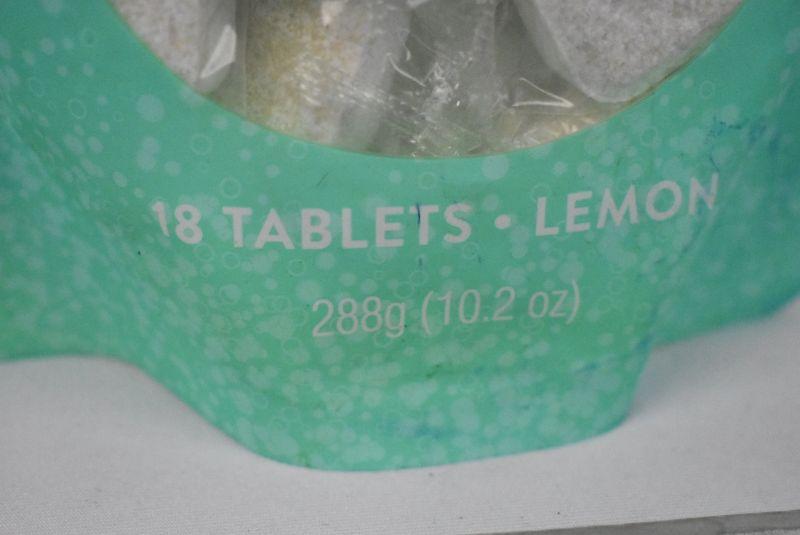 18 TABLETS • LEMON
288g (10.2 oz)